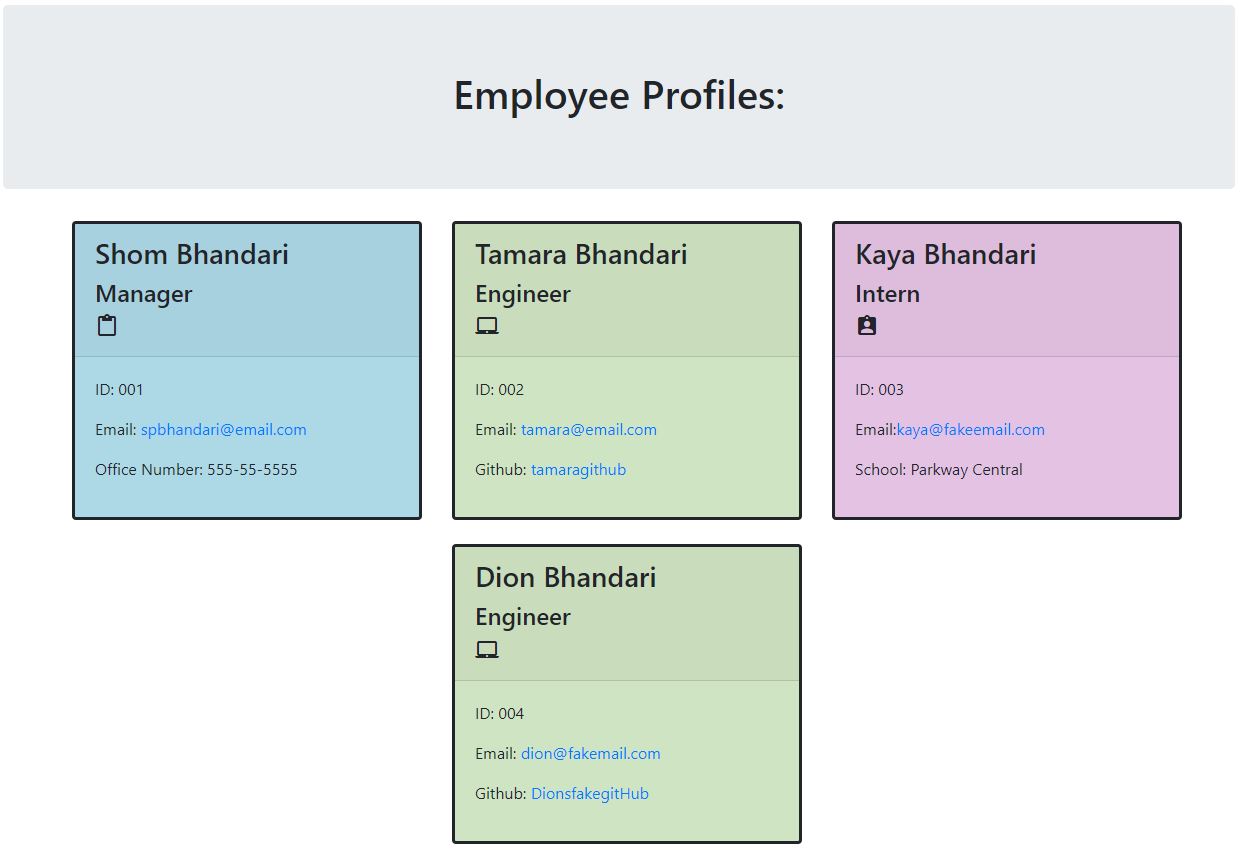 Employee Profiles:
Shom Bhandari
Manager
ID: 001
Email: spbhandari@email.com
Office Number: 555-55-5555
Tamara Bhandari
Engineer
ID: 002
Email: tamara@email.com
Github: tamaragithub
Kaya Bhandari
Intern
ID: 003
Email:kaya@fakeemail.com
School: Parkway Central
Dion Bhandari
Engineer
ID: 004
Email: dion@fakemail.com
Github: DionsfakegitHub